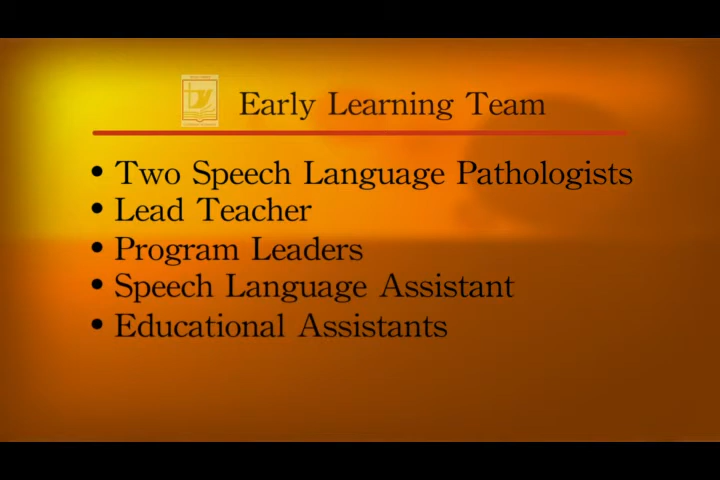 Early Learning Team
• Two Speech Language Pathologists
• Lead Teacher
• Program Leaders
• Speech Language Assistant
• Educational Assistants